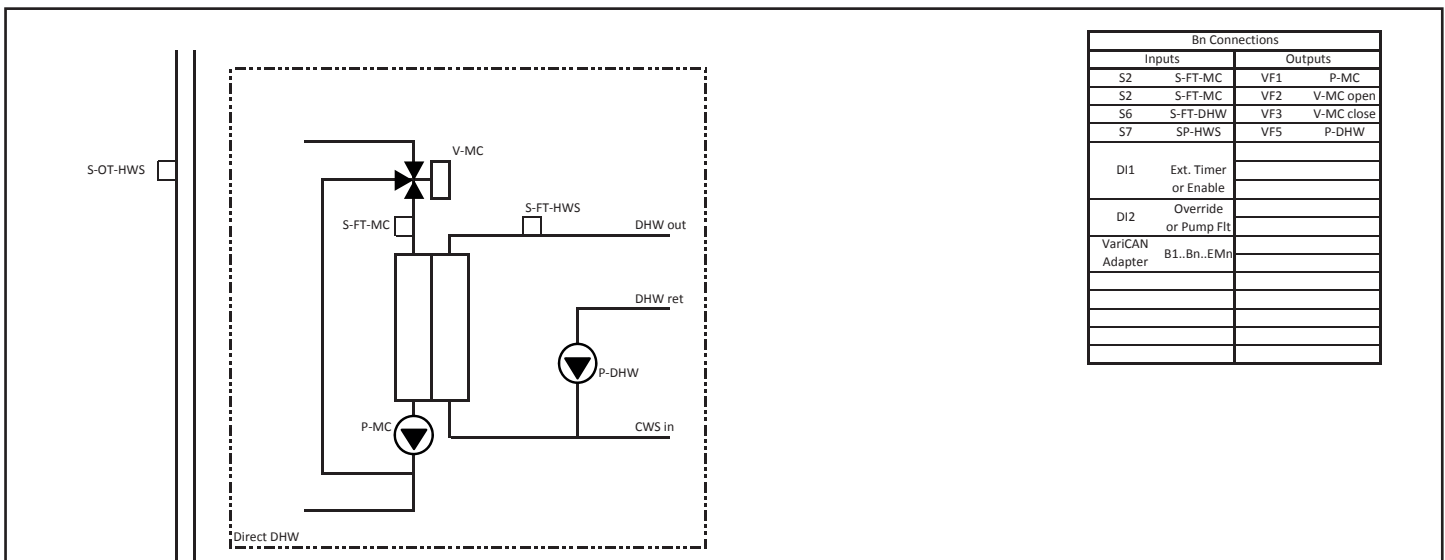 S-OT-HWS
V-MC
S-FT-MC
S-FT-HWS
DHW out
DHW ret
P-DHW
P-MC
CWS in
Direct DHW
Bn Connections
Inputs Outputs
S2 S-FT-MC VF1 P-MC
S2 S-FT-MC VF2 V-MC open
S6 S-FT-DHW VF3 V-MC close
S7 SP-HWS VF5 P-DHW
DI1 Ext. Timer
or Enable
DI2 Override
or Pump Flt
VariCAN
Adapter B1..Bn..EMn